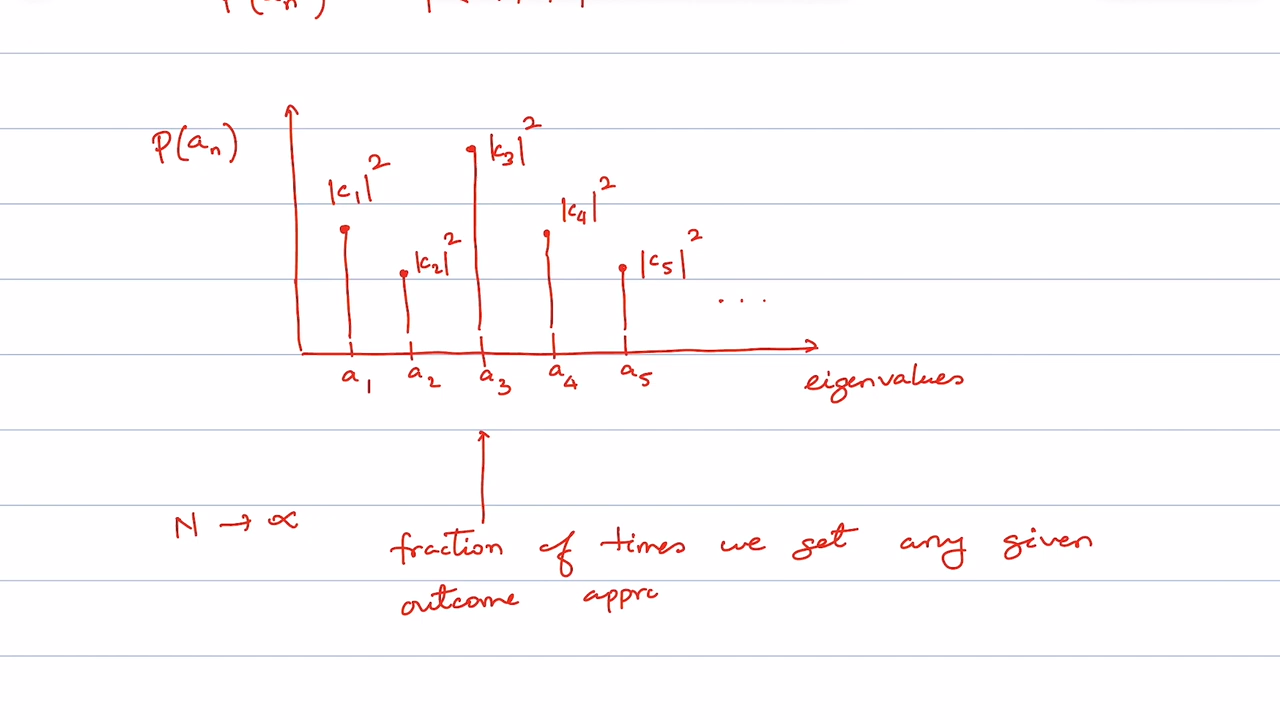 P(aₙ)
|c₁|²
|c₂|²
|c₃|²
|c₄|²
|c₅|²
. . .
a₁ a₂ a₃ a₄ a₅
eigenvalues
N → ∝
fraction of times we get any given
outcome appro